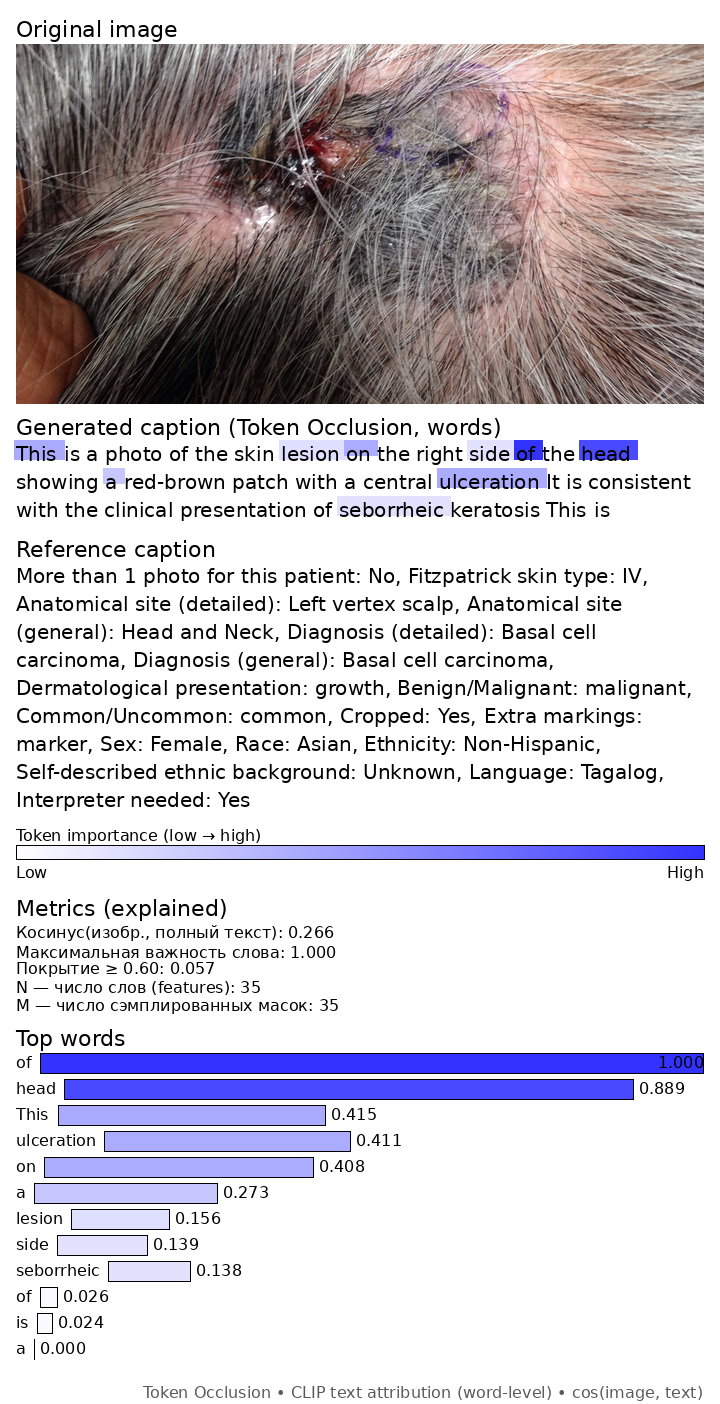 Original image
Generated caption (Token Occlusion, words)
This is a photo of the skin lesion on the right side of the head
showing a red-brown patch with a central ulceration It is consistent
with the clinical presentation of seborrheic keratosis This is
Reference caption
More than 1 photo for this patient: No, Fitzpatrick skin type: IV,
Anatomical site (detailed): Left vertex scalp, Anatomical site
(general): Head and Neck, Diagnosis (detailed): Basal cell
carcinoma, Diagnosis (general): Basal cell carcinoma,
Dermatological presentation: growth, Benign/Malignant: malignant,
Common/Uncommon: common, Cropped: Yes, Extra markings:
marker, Sex: Female, Race: Asian, Ethnicity: Non-Hispanic,
Self-described ethnic background: Unknown, Language: Tagalog,
Interpreter needed: Yes
Token importance (low → high)
Low High
Metrics (explained)
Косинус(изобр., полный текст): 0.266
Максимальная важность слова: 1.000
Покрытие ≥ 0.60: 0.057
N — число слов (features): 35
M — число сэмплированных масок: 35
Top words
of 1.000
head 0.889
This 0.415
ulceration 0.411
on 0.408
a 0.273
lesion 0.156
side 0.139
seborrheic 0.138
of 0.026
is 0.024
a 0.000
Token Occlusion • CLIP text attribution (word-level) • cos(image, text)